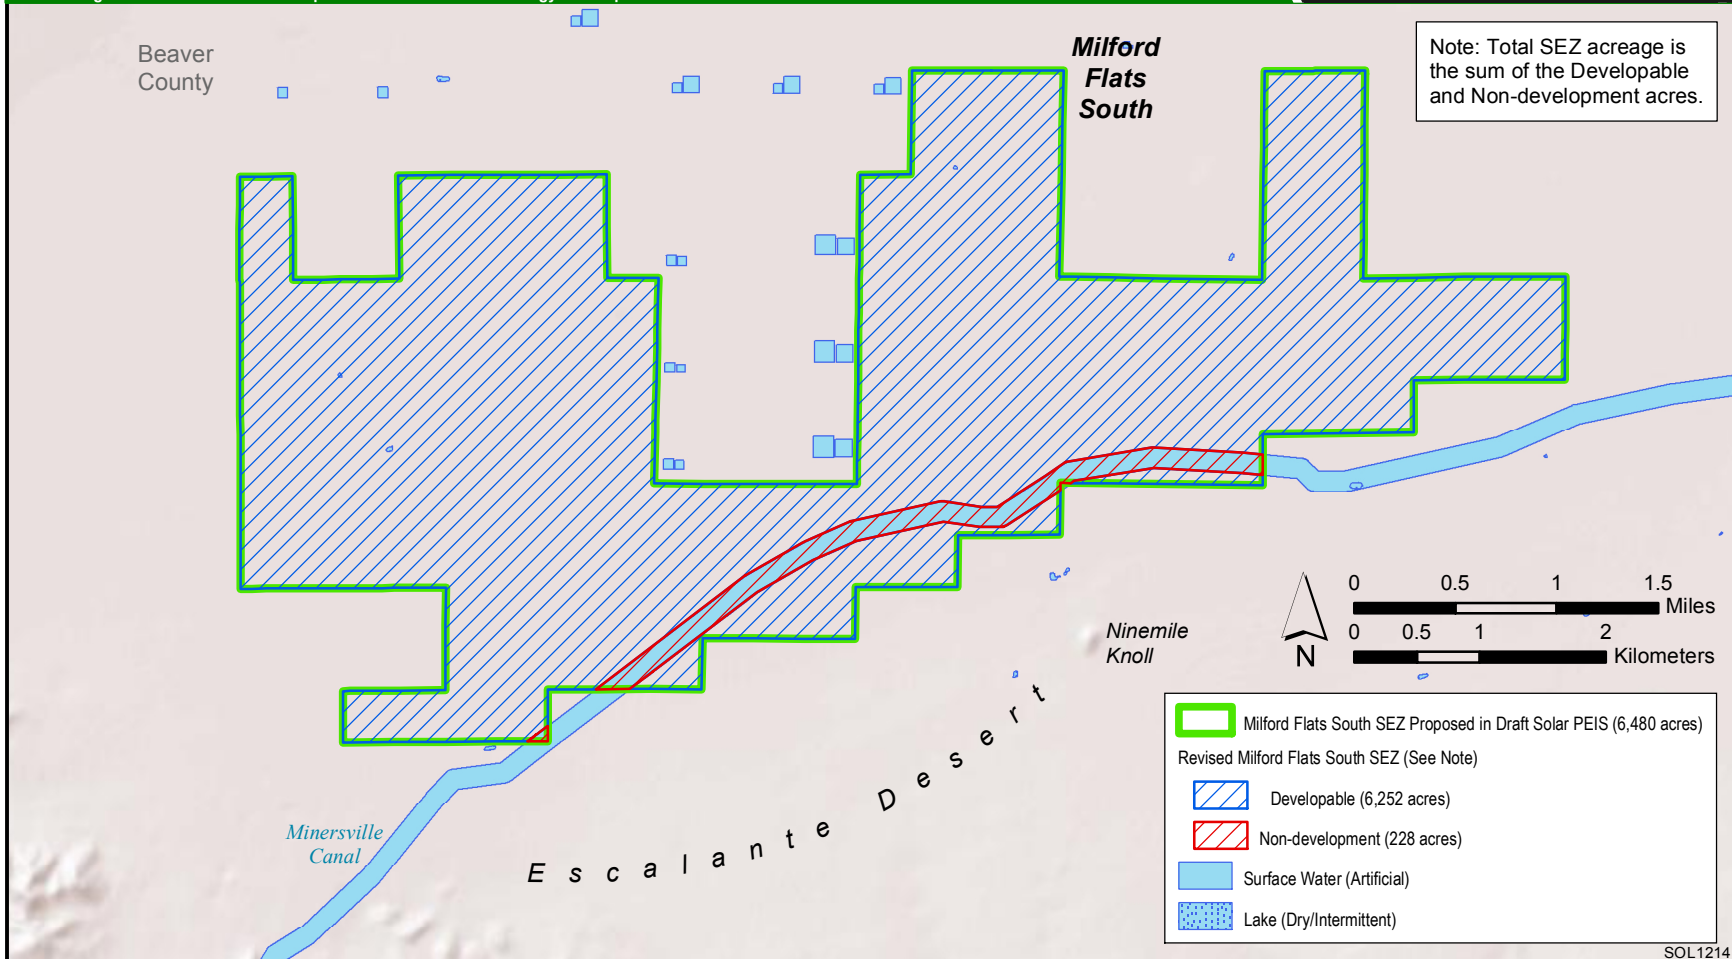 Beaver
County
Milford
Flats
South
Note: Total SEZ acreage is
the sum of the Developable
and Non-development acres.
0 0.5 1 1.5
Miles
0 0.5 1 2
Kilometers
N
Ninemile
Knoll
Escalante Desert
Minersville
Canal
Milford Flats South SEZ Proposed in Draft Solar PEIS (6,480 acres)
Revised Milford Flats South SEZ (See Note)
Developable (6,252 acres)
Non-development (228 acres)
Surface Water (Artificial)
Lake (Dry/Intermittent)
SOL1214